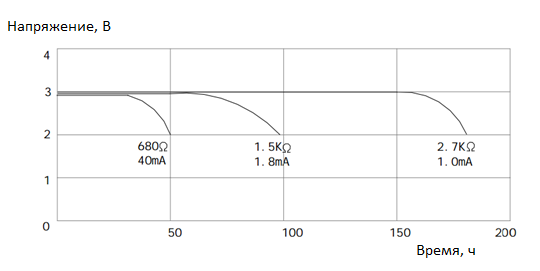 Напряжение, В
4
3
2
680Ω 1. 5KΩ 2. 7KΩ
40mA 1. 8mA 1. 0mA
1
0
50 100 150 200
Время, ч